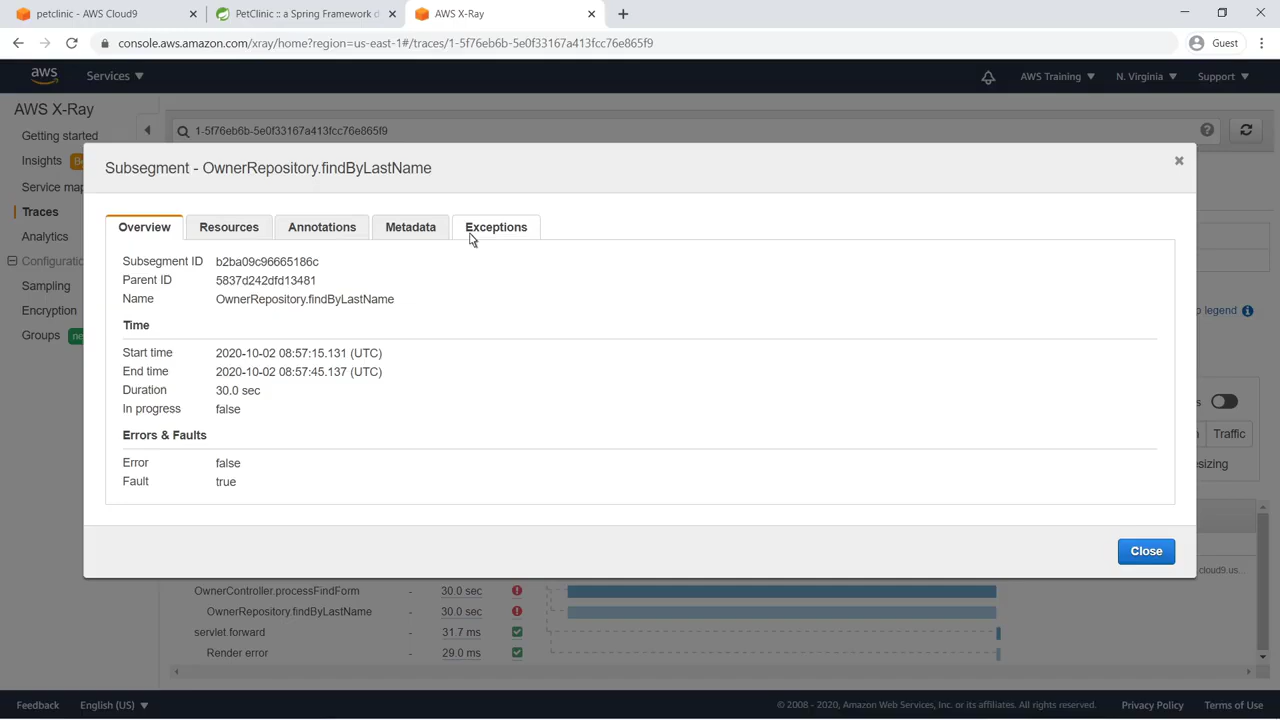 petclinic - AWS Cloud9
PetClinic :: a Spring Framework d
AWS X-Ray
console.aws.amazon.com/xray/home?region=us-east-1#/traces/1-5f76eb6b-5e0f33167a413fcc76e865f9
Guest
aws
Services
AWS Training
N. Virginia
Support
AWS X-Ray
1-5f76eb6b-5e0f33167a413fcc76e865f9
Getting started
Insights
Service map
Traces
Analytics
Configuratio
Sampling
Encryption
Groups
ne
Subsegment - OwnerRepository.findByLastName
Overview
Resources
Annotations
Metadata
Exceptions
Subsegment ID b2ba09c96665186c
Parent ID 5837d242dfd13481
Name OwnerRepository.findByLastName
Time
Start time 2020-10-02 08:57:15.131 (UTC)
End time 2020-10-02 08:57:45.137 (UTC)
Duration 30.0 sec
In progress false
Errors & Faults
Error false
Fault true
Close
legend
Traffic
esizing
cloud9.us...
OwnerController.processFindForm - 30.0 sec
OwnerRepository.findByLastName - 30.0 sec
servlet.forward - 31.7 ms
Render error - 29.0 ms
Feedback
English (US)
© 2008 - 2020, Amazon Web Services, Inc. or its affiliates. All rights reserved.
Privacy Policy
Terms of Use